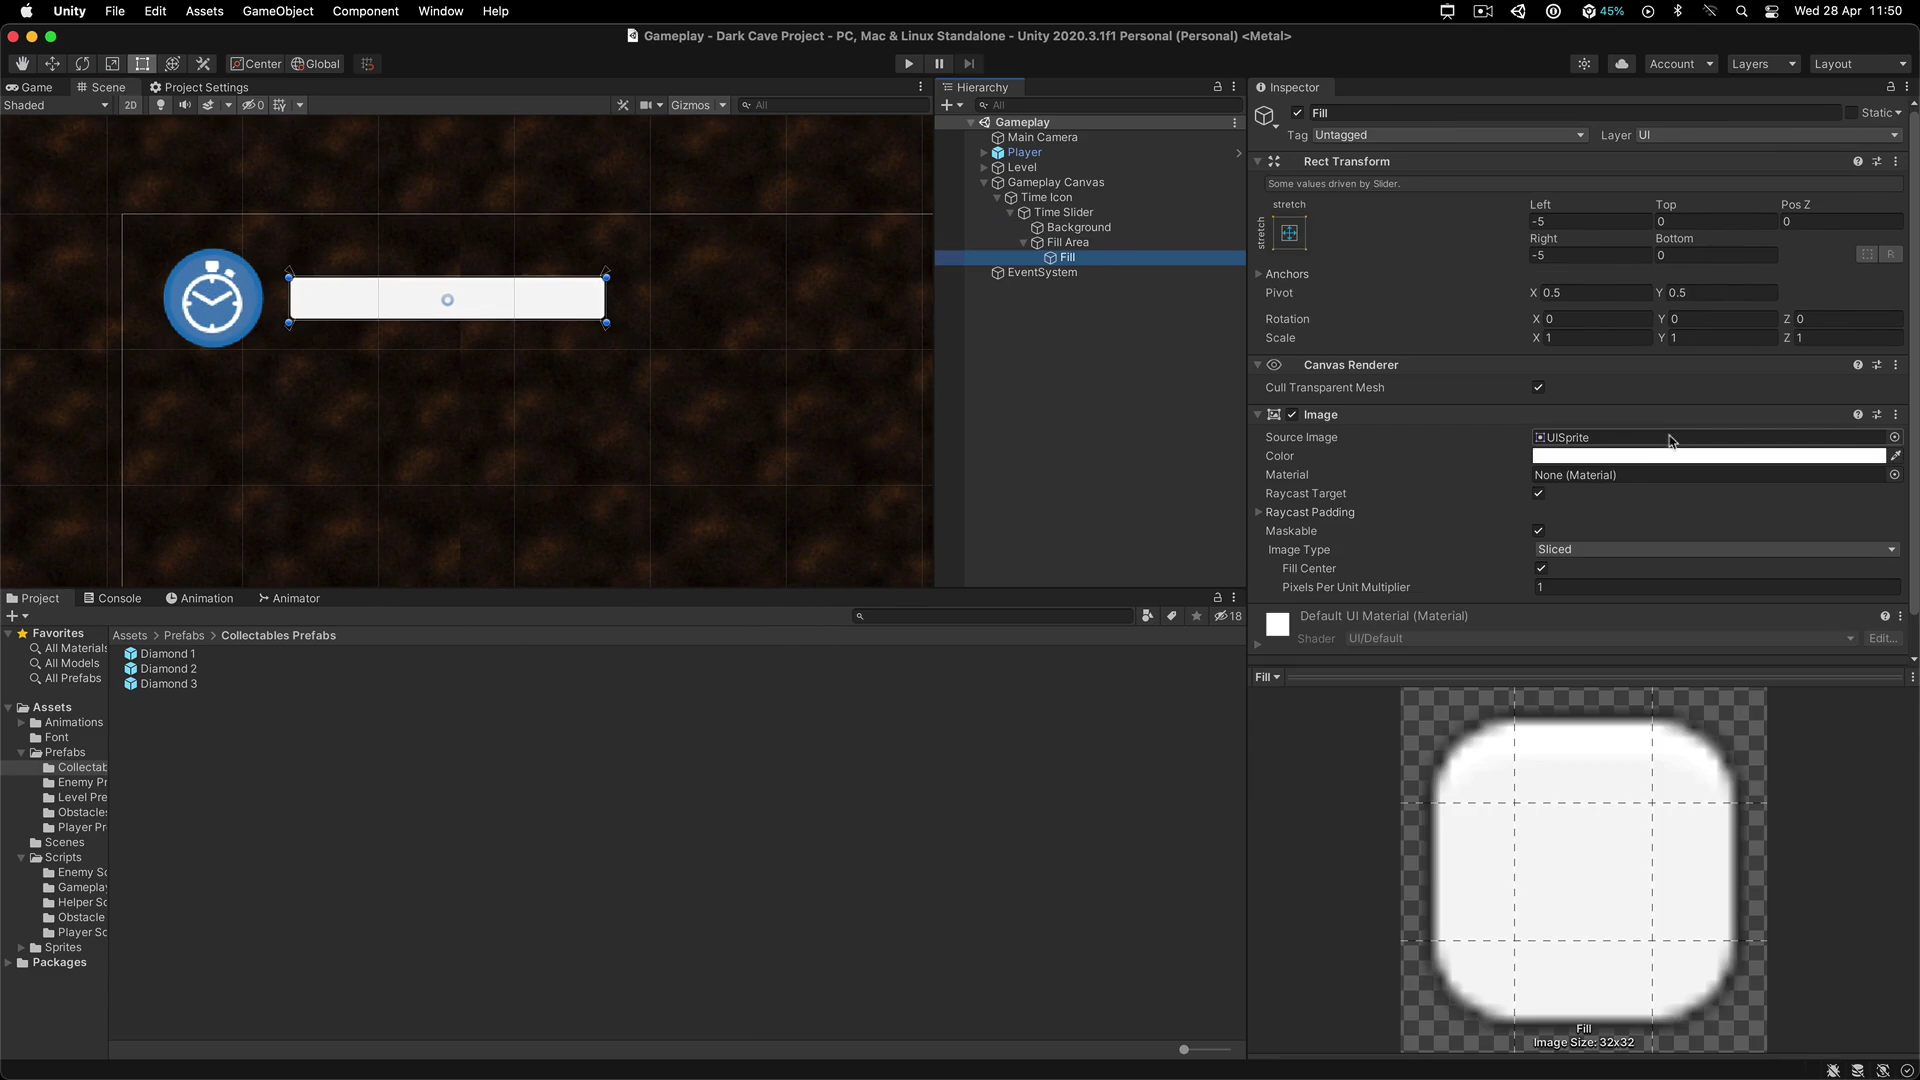 Unity File Edit Assets GameObject Component Window Help 45% Wed 28 Apr 11:50
Gameplay - Dark Cave Project - PC, Mac & Linux Standalone - Unity 2020.3.1f1 Personal (Personal) <Metal>
Center Global Account Layers Layout
Game Scene Project Settings
Shaded 2D 0 Gizmos All
Hierarchy
All
Gameplay
Main Camera
Player
Level
Gameplay Canvas
Time Icon
Time Slider
Background
Fill Area
Fill
EventSystem
Inspector
Fill Static
Tag Untagged Layer UI
Rect Transform
Some values driven by Slider.
stretch Left Top Pos Z
stretch -5 0 0
Right Bottom
-5 0 R
Anchors
Pivot X 0.5 Y 0.5
Rotation X 0 Y 0 Z 0
Scale X 1 Y 1 Z 1
Canvas Renderer
Cull Transparent Mesh
Image
Source Image UISprite
Color
Material None (Material)
Raycast Target
Raycast Padding
Maskable
Image Type Sliced
Fill Center
Pixels Per Unit Multiplier 1
Default UI Material (Material)
Shader UI/Default Edit...
Fill
Fill
Image Size: 32x32
Project Console Animation Animator
18
Favorites
All Materials
All Models
All Prefabs
Assets
Animations
Font
Prefabs
Collectab
Enemy Pr
Level Pre
Obstacles
Player Pr
Scenes
Scripts
Enemy Sc
Gameplay
Helper Sc
Obstacle
Player Sc
Sprites
Packages
Assets > Prefabs > Collectables Prefabs
Diamond 1
Diamond 2
Diamond 3